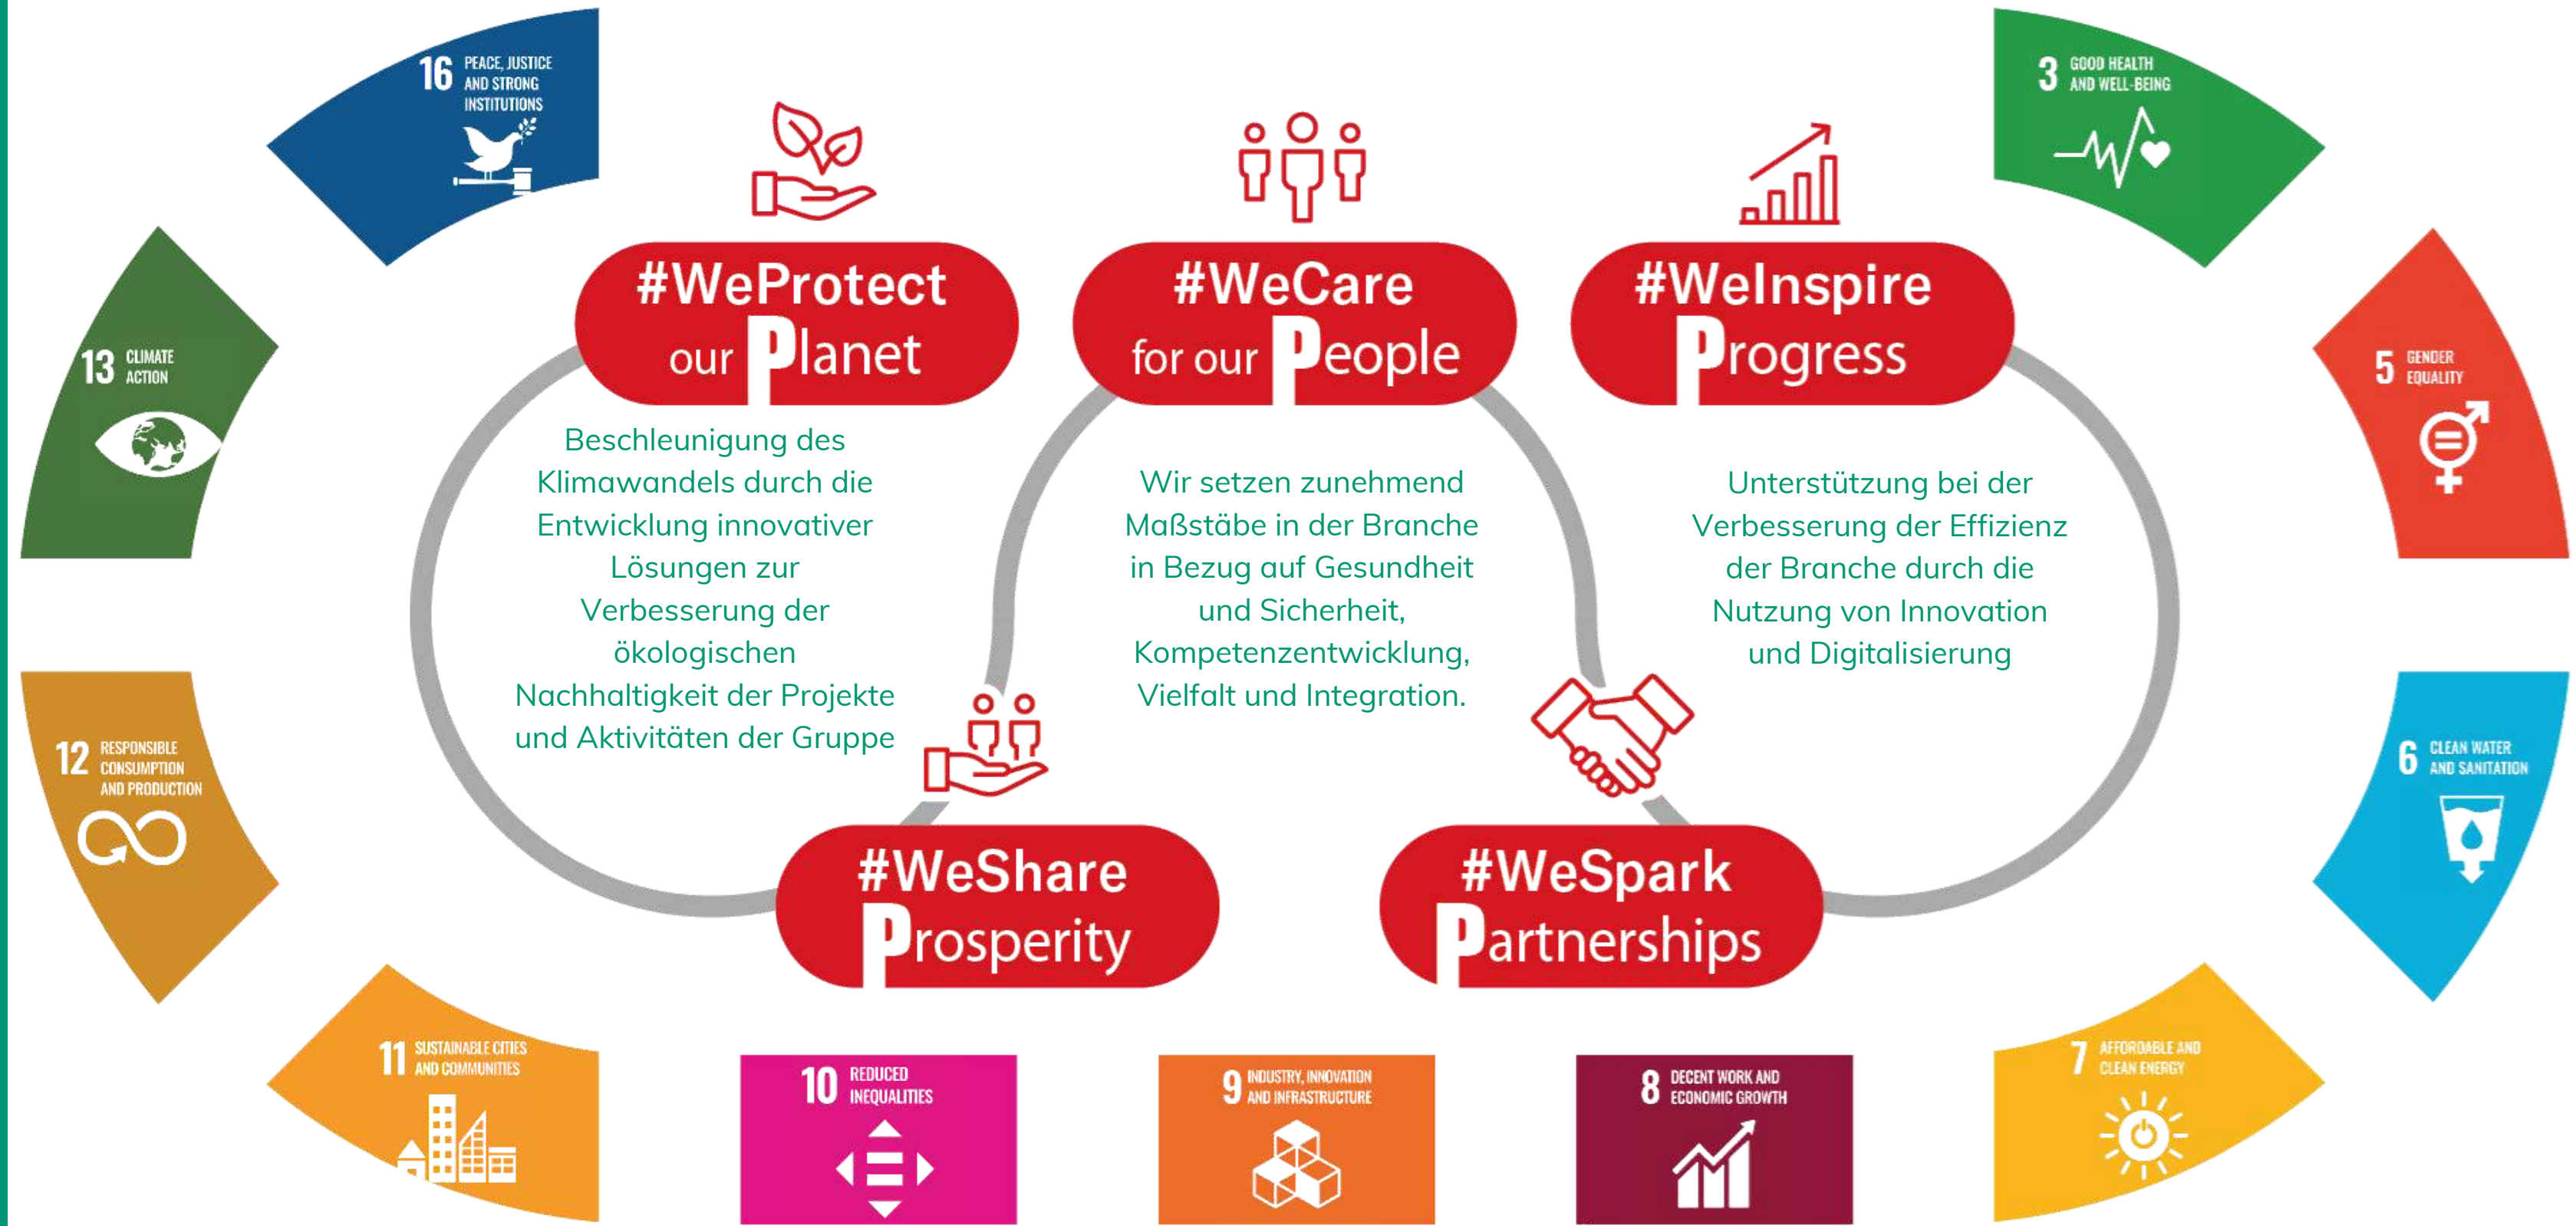 16 PEACE, JUSTICE
AND STRONG
INSTITUTIONS
3 GOOD HEALTH
AND WELL-BEING
#WeProtect
our Planet
#WeCare
for our People
#WeInspire
Progress
13 CLIMATE
ACTION
5 GENDER
EQUALITY
Beschleunigung des
Klimawandels durch die
Entwicklung innovativer
Lösungen zur
Verbesserung der
ökologischen
Nachhaltigkeit der Projekte
und Aktivitäten der Gruppe
Wir setzen zunehmend
Maßstäbe in der Branche
in Bezug auf Gesundheit
und Sicherheit,
Kompetenzentwicklung,
Vielfalt und Integration.
Unterstützung bei der
Verbesserung der Effizienz
der Branche durch die
Nutzung von Innovation
und Digitalisierung
12 RESPONSIBLE
CONSUMPTION
AND PRODUCTION
6 CLEAN WATER
AND SANITATION
#WeShare
Prosperity
#WeSpark
Partnerships
11 SUSTAINABLE CITIES
AND COMMUNITIES
10 REDUCED
INEQUALITIES
9 INDUSTRY, INNOVATION
AND INFRASTRUCTURE
8 DECENT WORK AND
ECONOMIC GROWTH
7 AFFORDABLE AND
CLEAN ENERGY